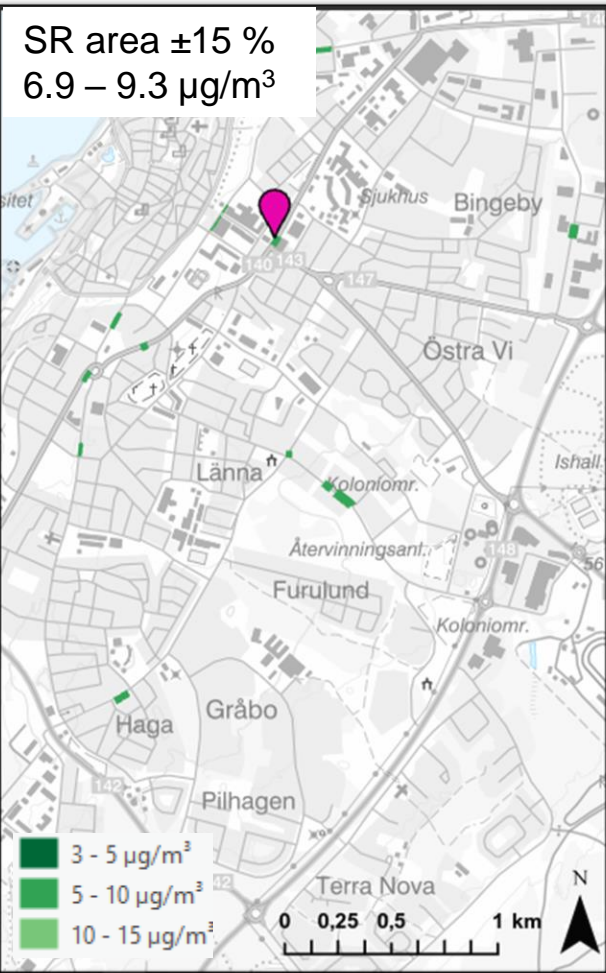 SR area ±15 %
6.9 – 9.3 µg/m³
sitet
Sjukhus
Bingeby
140 143
147
Östra Vi
Länna
Koloniomr.
Ishall
Återvinningsanl.
148
56
Furulund
Koloniomr.
Gråbo
Haga
142
Pilhagen
Terra Nova
3 - 5 µg/m³
5 - 10 µg/m³
10 - 15 µg/m³
0 0,25 0,5 1 km
N